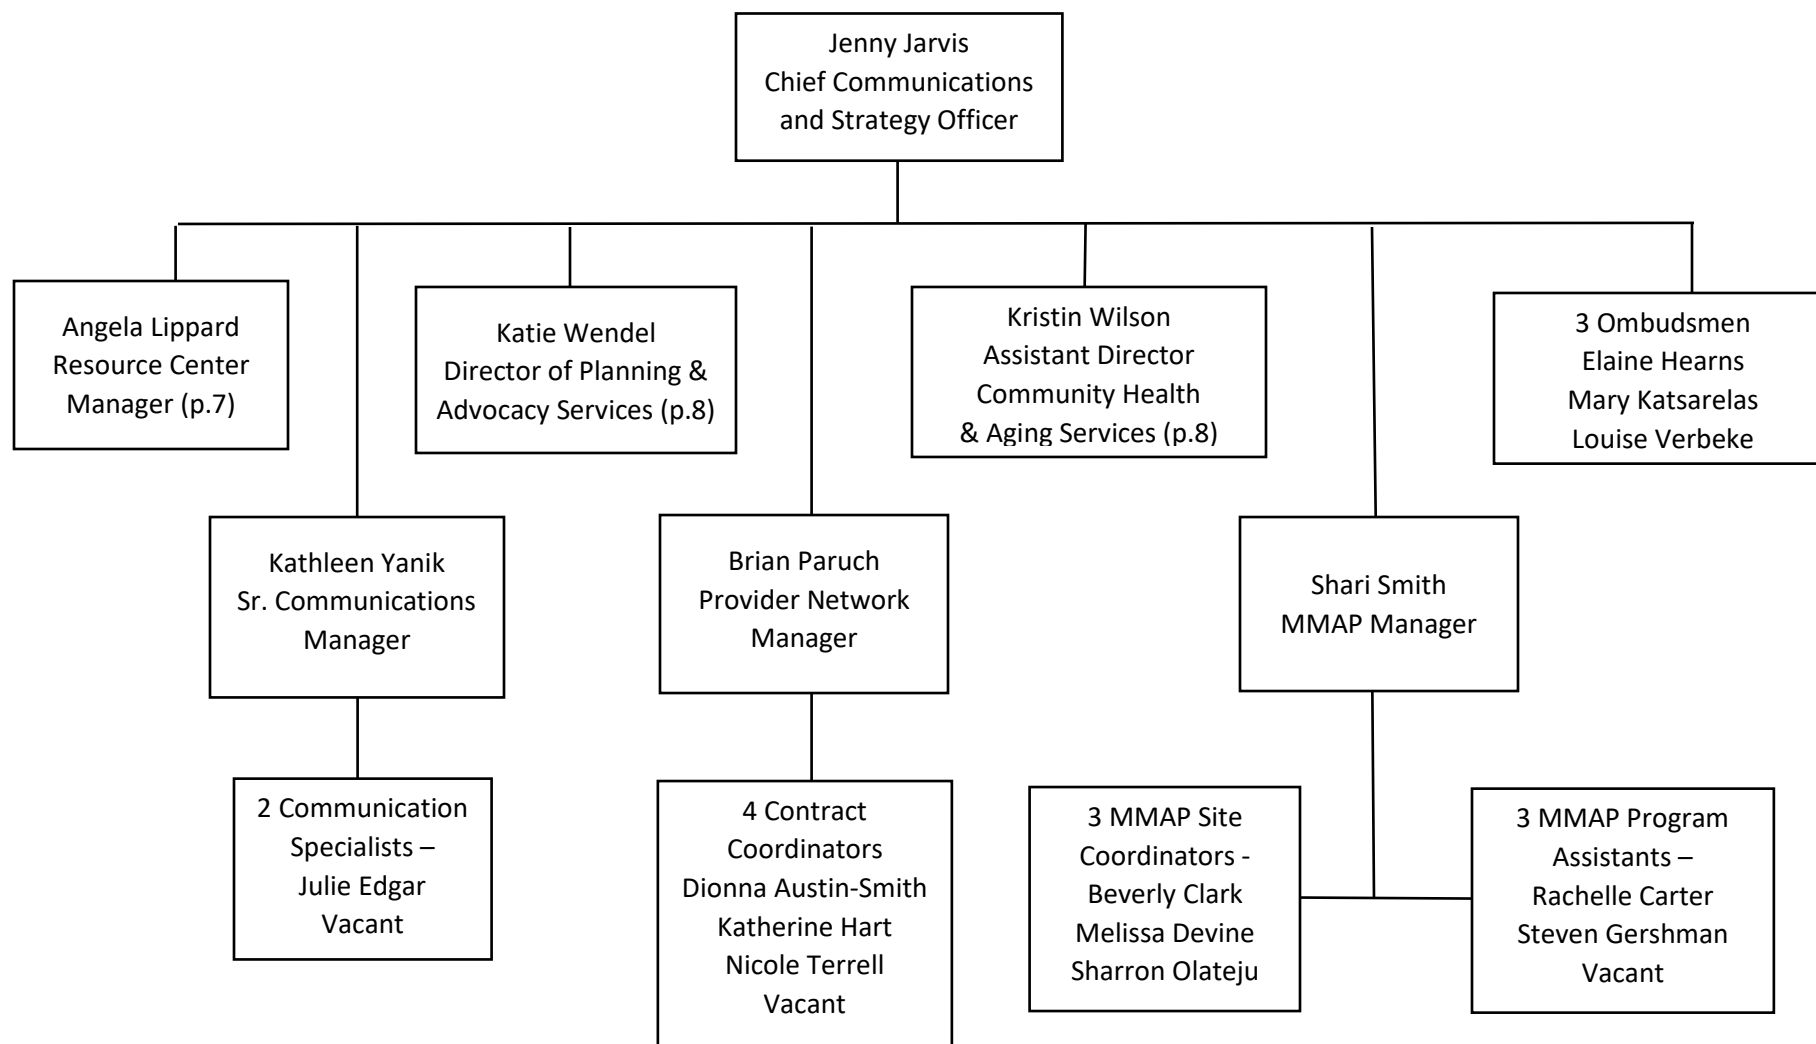 Jenny Jarvis
Chief Communications
and Strategy Officer
Angela Lippard
Resource Center
Manager (p.7)
Katie Wendel
Director of Planning &
Advocacy Services (p.8)
Kristin Wilson
Assistant Director
Community Health
& Aging Services (p.8)
3 Ombudsmen
Elaine Hearns
Mary Katsarelas
Louise Verbeke
Kathleen Yanik
Sr. Communications
Manager
Brian Paruch
Provider Network
Manager
Shari Smith
MMAP Manager
2 Communication
Specialists –
Julie Edgar
Vacant
4 Contract
Coordinators
Dionna Austin-Smith
Katherine Hart
Nicole Terrell
Vacant
3 MMAP Site
Coordinators -
Beverly Clark
Melissa Devine
Sharron Olateju
3 MMAP Program
Assistants –
Rachelle Carter
Steven Gershman
Vacant